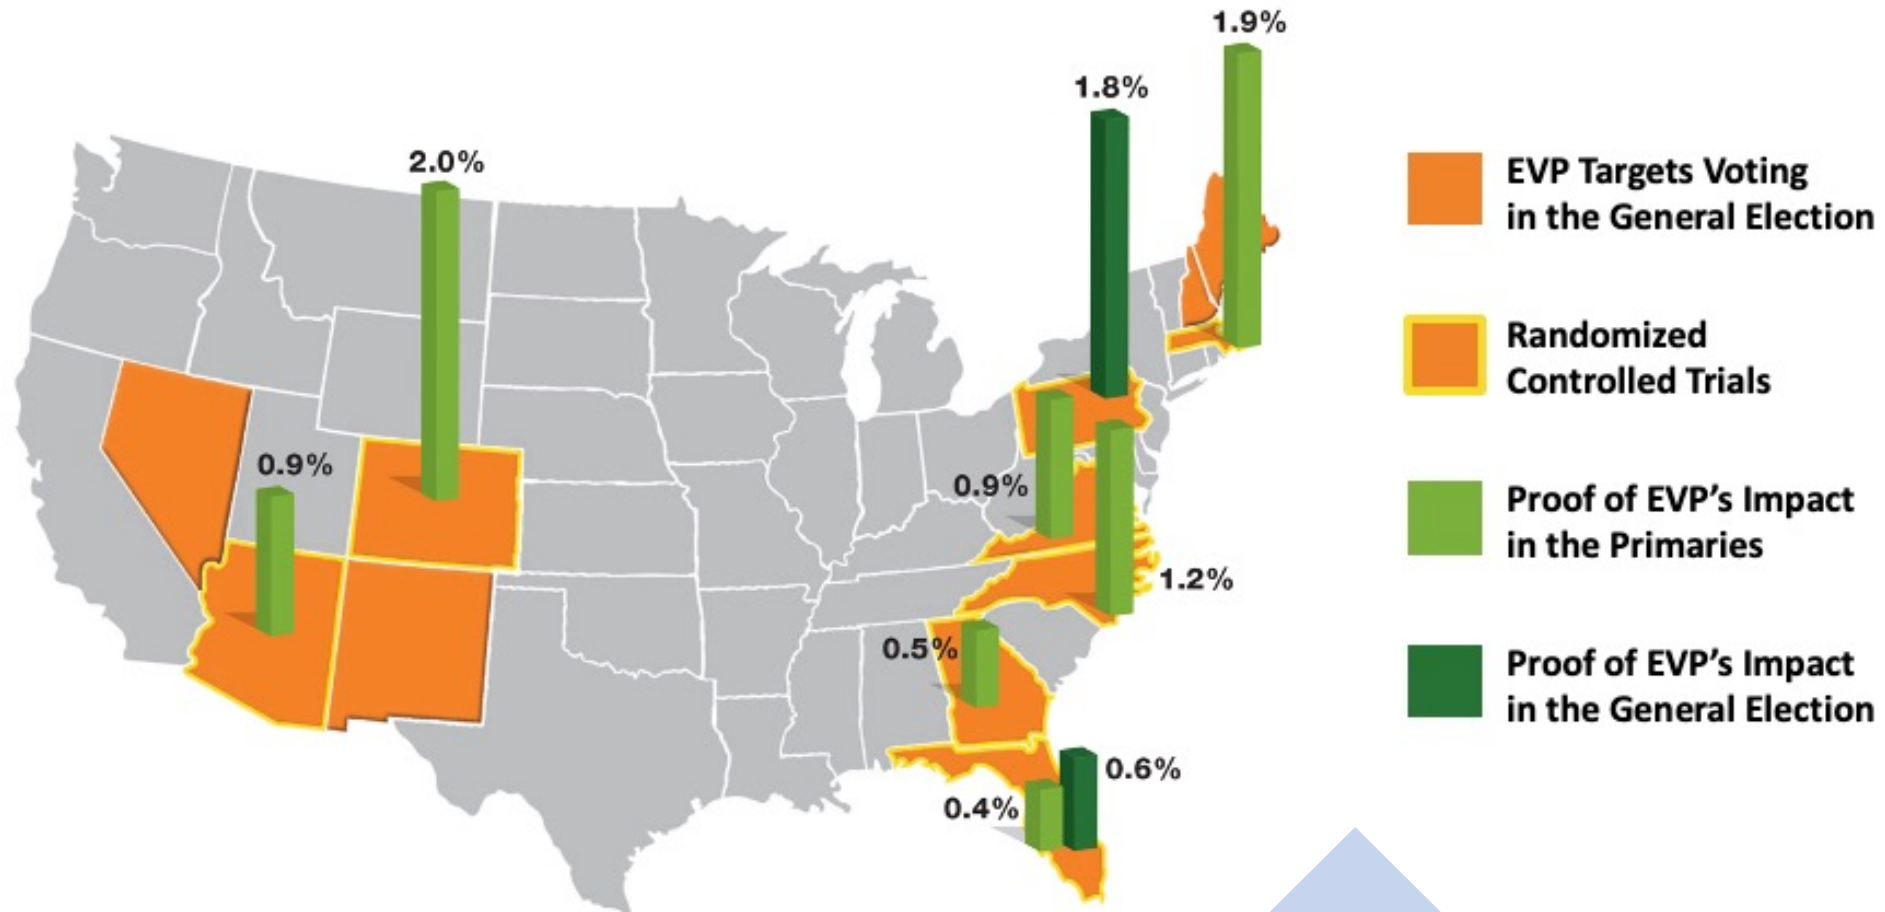 1.9%
1.8%
2.0%
0.9%
0.9%
1.2%
0.5%
0.6%
0.4%
EVP Targets Voting
in the General Election
Randomized
Controlled Trials
Proof of EVP's Impact
in the Primaries
Proof of EVP's Impact
in the General Election